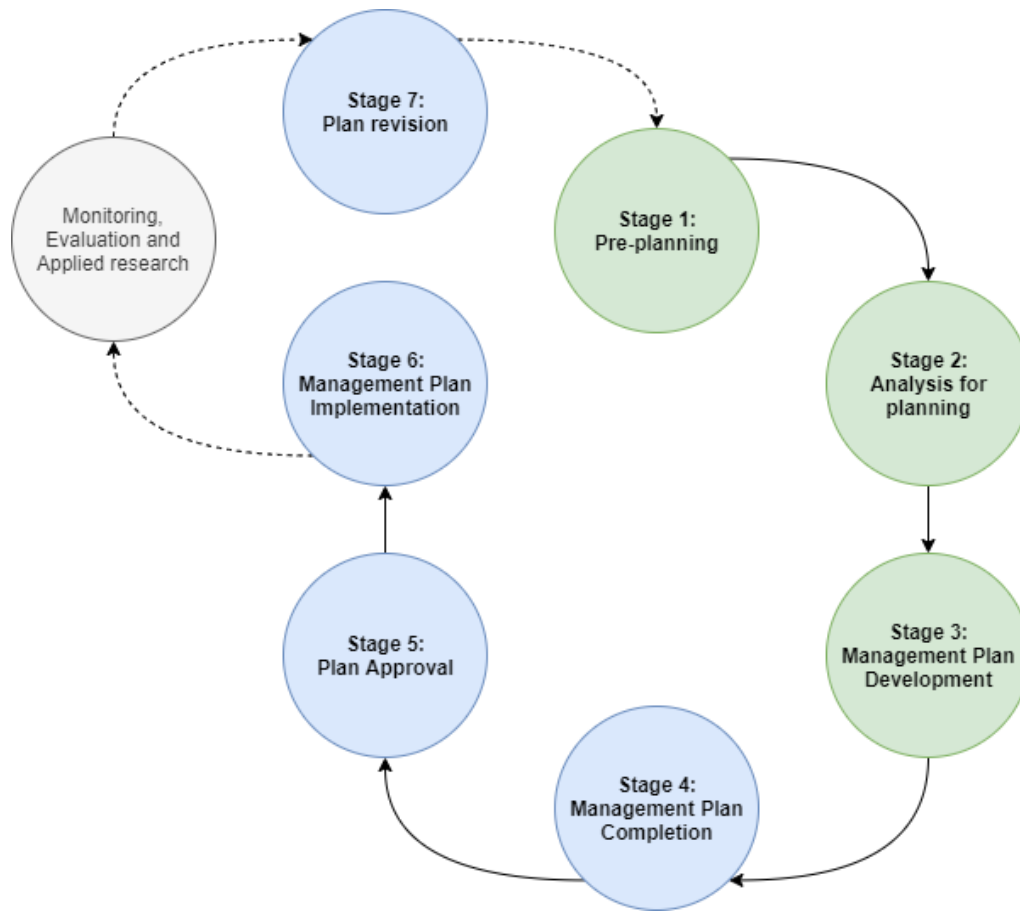 Stage 7:
Plan revision
Stage 1:
Pre-planning
Monitoring,
Evaluation and
Applied research
Stage 2:
Analysis for
planning
Stage 6:
Management Plan
Implementation
Stage 3:
Management Plan
Development
Stage 5:
Plan Approval
Stage 4:
Management Plan
Completion